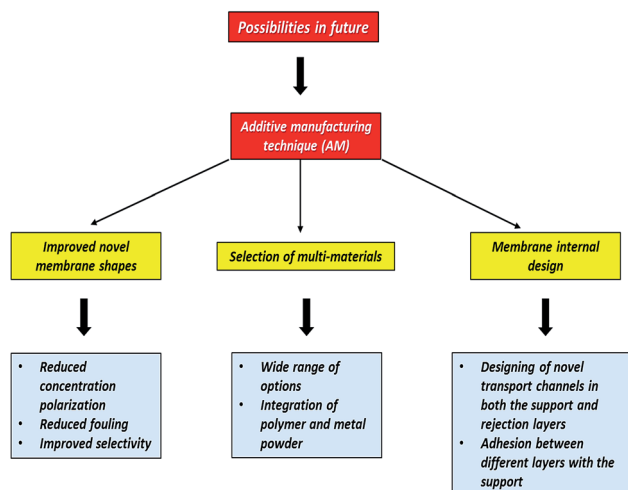 Possibilities in future
Additive manufacturing
technique (AM)
Improved novel
membrane shapes
Selection of multi-materials
Membrane internal
design
• Reduced
concentration
polarization
• Reduced fouling
• Improved selectivity
• Wide range of
options
• Integration of
polymer and metal
powder
• Designing of novel
transport channels in
both the support and
rejection layers
• Adhesion between
different layers with the
support